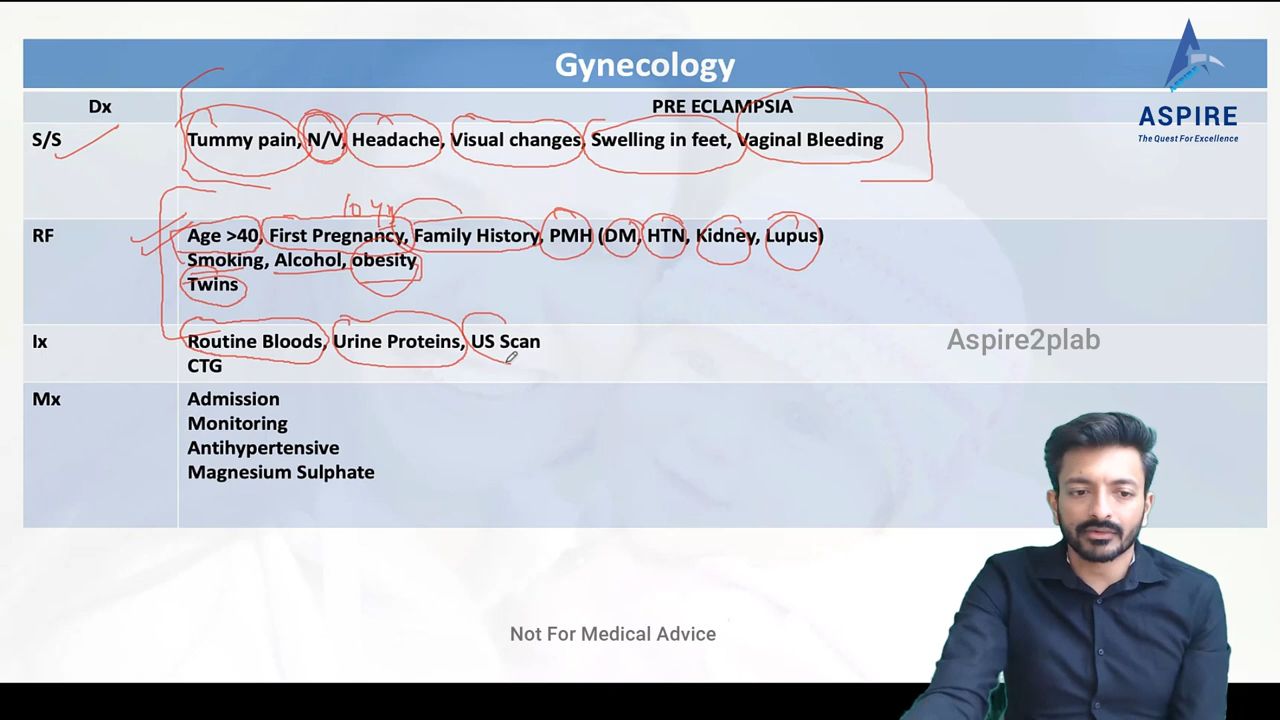 Gynecology
ASPIRE
The Quest For Excellence
Dx
PRE ECLAMPSIA
S/S
Tummy pain, N/V, Headache, Visual changes, Swelling in feet, Vaginal Bleeding
10 yr
RF
Age >40, First Pregnancy, Family History, PMH (DM, HTN, Kidney, Lupus)
Smoking, Alcohol, obesity
Twins
Ix
Routine Bloods, Urine Proteins, US Scan
CTG
Aspire2plab
Mx
Admission
Monitoring
Antihypertensive
Magnesium Sulphate
Not For Medical Advice